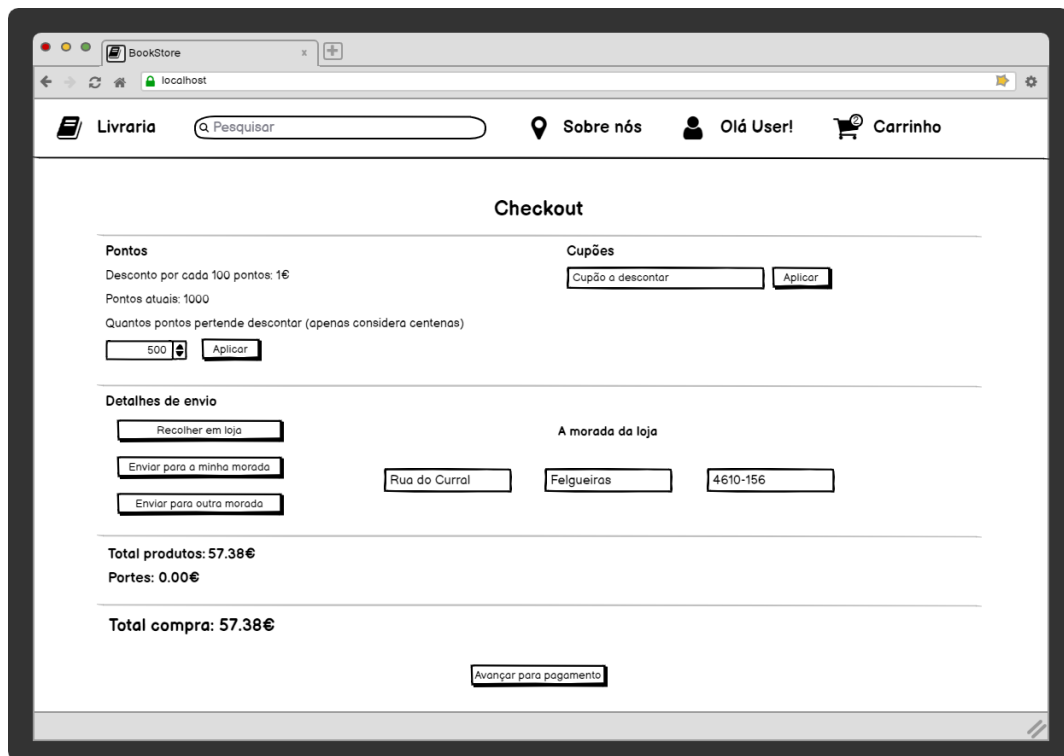 BookStore x
localhost
Livraria Pesquisar Sobre nós Olá User! 2 Carrinho
Checkout
Pontos
Desconto por cada 100 pontos: 1€
Pontos atuais: 1000
Quantos pontos pertende descontar (apenas considera centenas)
500 Aplicar
Cupões
Cupão a descontar Aplicar
Detalhes de envio
Recolher em loja
Enviar para a minha morada
Enviar para outra morada
A morada da loja
Rua do Curral Felgueiras 4610-156
Total produtos: 57.38€
Portes: 0.00€
Total compra: 57.38€
Avançar para pagamento